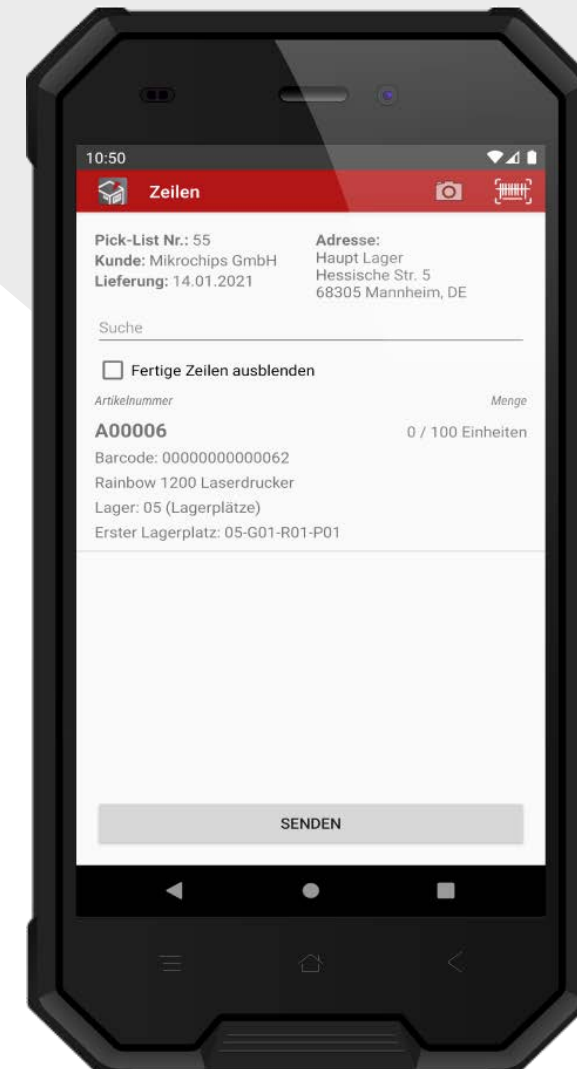 10:50
Zeilen
Pick-List Nr.: 55
Kunde: Mikrochips GmbH
Lieferung: 14.01.2021
Adresse:
Haupt Lager
Hessische Str. 5
68305 Mannheim, DE
Suche
Fertige Zeilen ausblenden
Artikelnummer Menge
A00006 0 / 100 Einheiten
Barcode: 00000000000062
Rainbow 1200 Laserdrucker
Lager: 05 (Lagerplätze)
Erster Lagerplatz: 05-G01-R01-P01
SENDEN